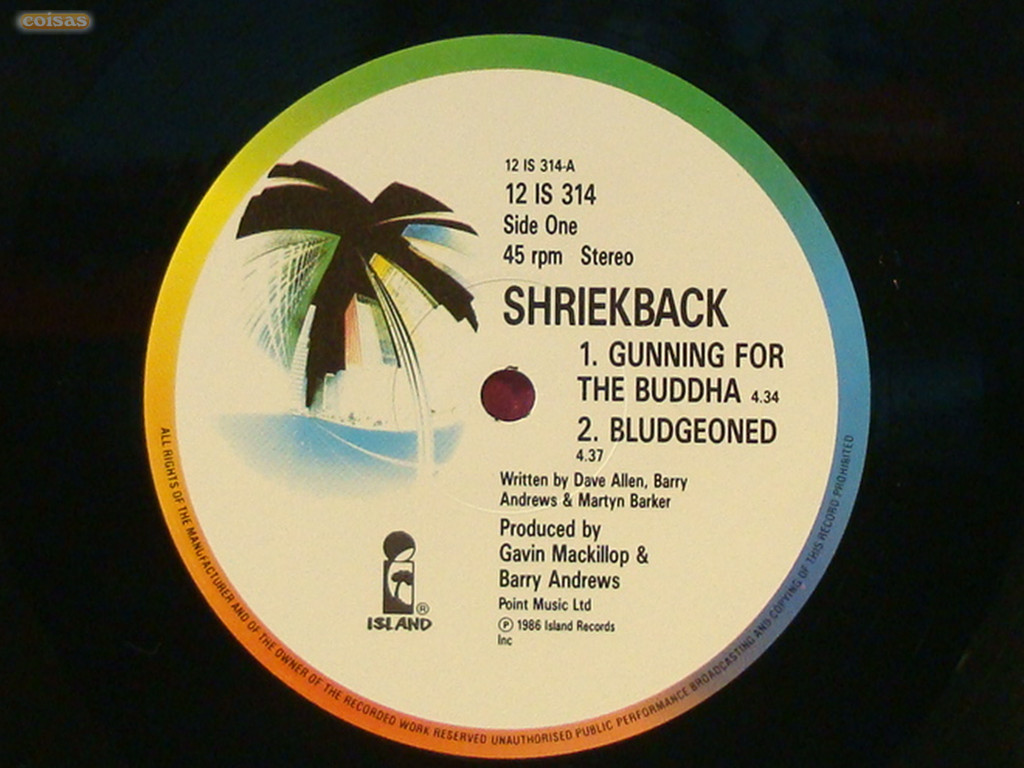 coisas
12 IS 314-A
12 IS 314
Side One
45 rpm Stereo
SHRIEKBACK
1. GUNNING FOR
THE BUDDHA 4.34
2. BLUDGEONED
4.37
Written by Dave Allen, Barry
Andrews & Martyn Barker
Produced by
Gavin Mackillop &
Barry Andrews
Point Music Ltd
℗ 1986 Island Records
Inc
ISLAND ®
ALL RIGHTS OF THE MANUFACTURER AND OF THE OWNER OF THE RECORDED WORK RESERVED UNAUTHORISED PUBLIC PERFORMANCE BROADCASTING AND COPYING OF THIS RECORD PROHIBITED